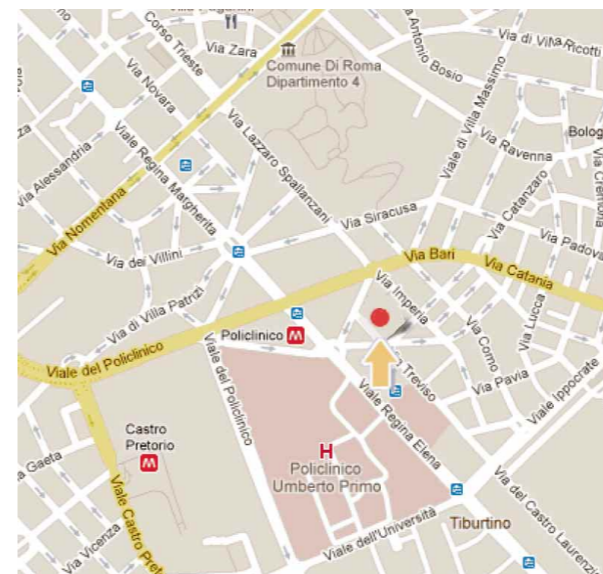 Corso Trieste
Via Zara
Comune Di Roma
Dipartimento 4
Via Antonio Bosio
Via di Villa Ricotti
Viale di Villa Massimo
Via Novara
Bolog
Via Ravenna
Via Cremona
Via Alessandria
Viale Regina Margherita
Via Lazzaro Spallanzani
Via Catanzaro
Via Siracusa
Via Nomentana
Via Padova
Via dei Villini
Via Bari
Via Catania
Via Imperia
Via di Villa Patrizi
Via Lucca
Policlinico
M
Via Como
Viale del Policlinico
Viale del Policlinico
Treviso
Via Pavia
Viale Ippocrate
Viale Regina Elena
Castro
Pretorio
M
H
Policlinico
Umberto Primo
Gaeta
Via del Castro Laurenzi
Viale Castro Pret
Viale dell'Università
Tiburtino
Via Vicenza